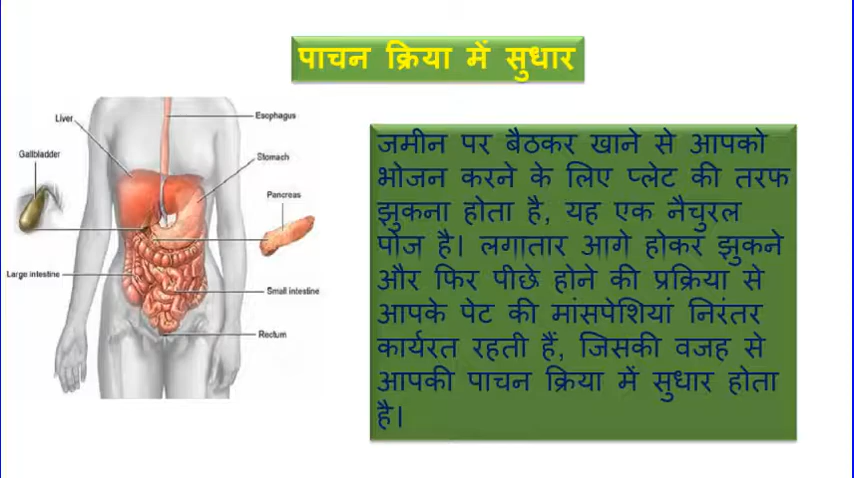 पाचन क्रिया में सुधार
Liver
Esophagus
Gallbladder
Stomach
Pancreas
Large intestine
Small intestine
Rectum
जमीन पर बैठकर खाने से आपको
भोजन करने के लिए प्लेट की तरफ
झुकना होता है, यह एक नैचुरल
पोज है। लगातार आगे होकर झुकने
और फिर पीछे होने की प्रक्रिया से
आपके पेट की मांसपेशियां निरंतर
कार्यरत रहती हैं, जिसकी वजह से
आपकी पाचन क्रिया में सुधार होता
है।